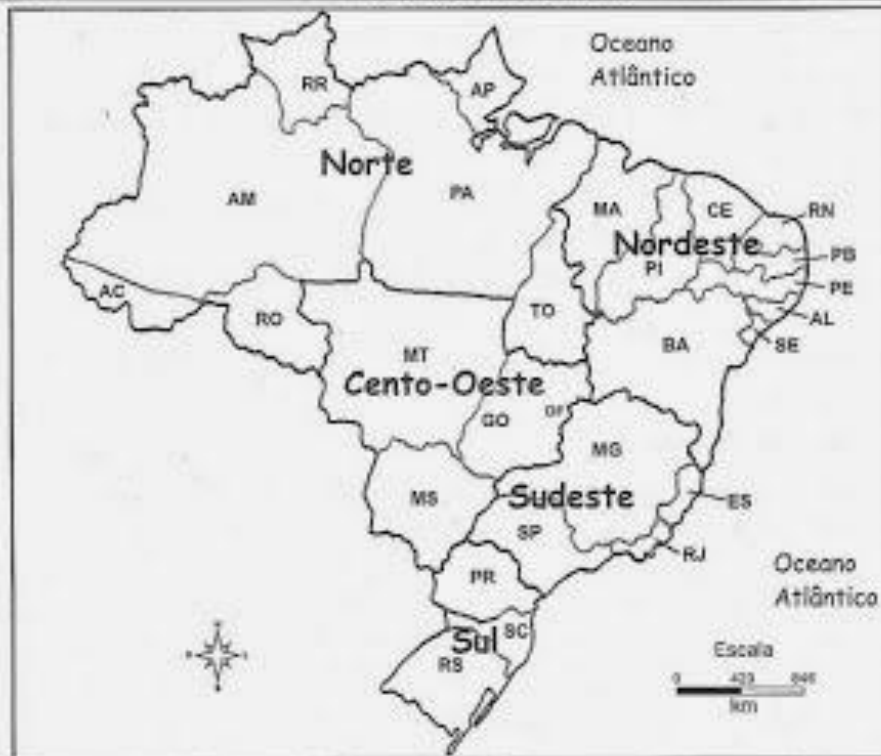 Oceano
Atlântico
RR
AP
Norte
AM
PA
MA
CE
RN
Nordeste
PB
PI
PE
AC
TO
AL
RO
SE
BA
MT
Cento-Oeste
GO
DF
MG
MS
Sudeste
ES
SP
RJ
PR
Oceano
Atlântico
SC
Sul
RS
Escala
0 423 846
km